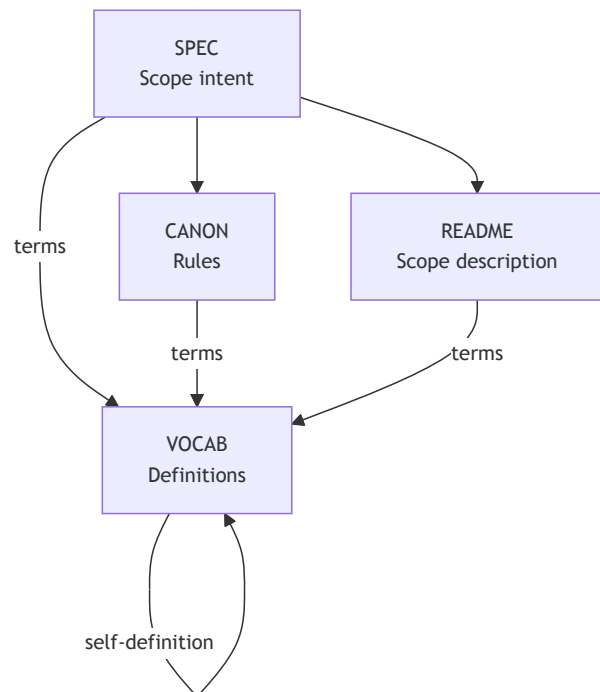 SPEC
Scope intent
terms
CANON
Rules
README
Scope description
terms
terms
VOCAB
Definitions
self-definition